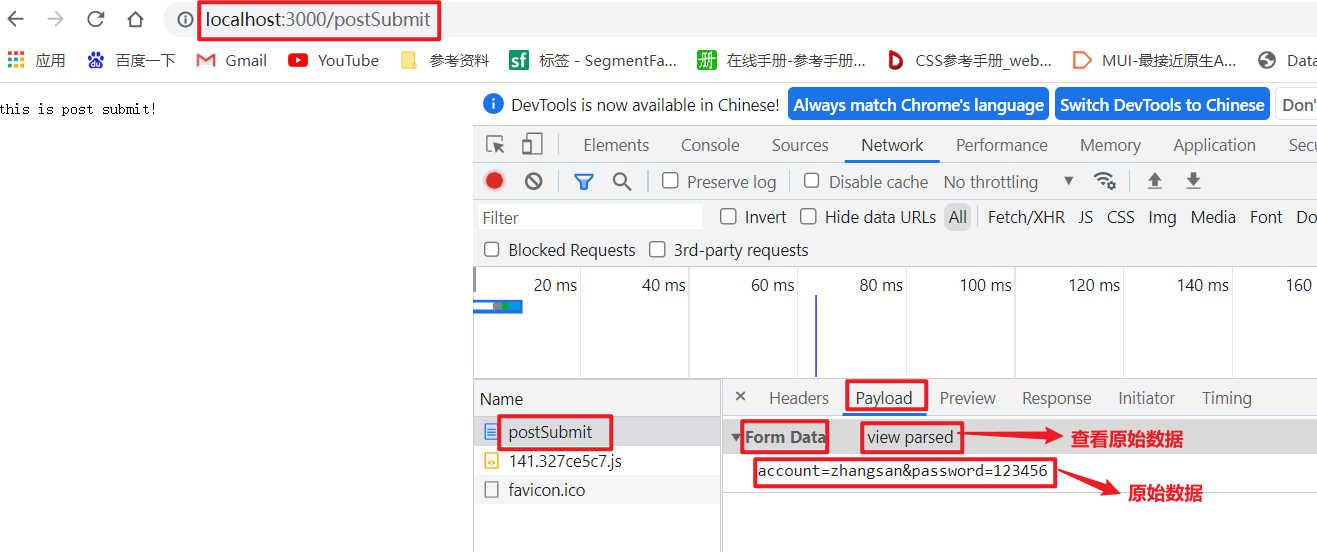 localhost:3000/postSubmit
应用 百度一下 Gmail YouTube 参考资料 sf 标签 - SegmentFa... 册 在线手册-参考手册... CSS参考手册_web... MUI-最接近原生A... Data
this is post submit!
DevTools is now available in Chinese! Always match Chrome's language Switch DevTools to Chinese Don'
Elements Console Sources Network Performance Memory Application Secu
Preserve log Disable cache No throttling
Filter Invert Hide data URLs All Fetch/XHR JS CSS Img Media Font Do
Blocked Requests 3rd-party requests
20 ms 40 ms 60 ms 80 ms 100 ms 120 ms 140 ms 160
Name Headers Payload Preview Response Initiator Timing
postSubmit Form Data view parsed 查看原始数据
141.327ce5c7.js account=zhangsan&password=123456
favicon.ico 原始数据